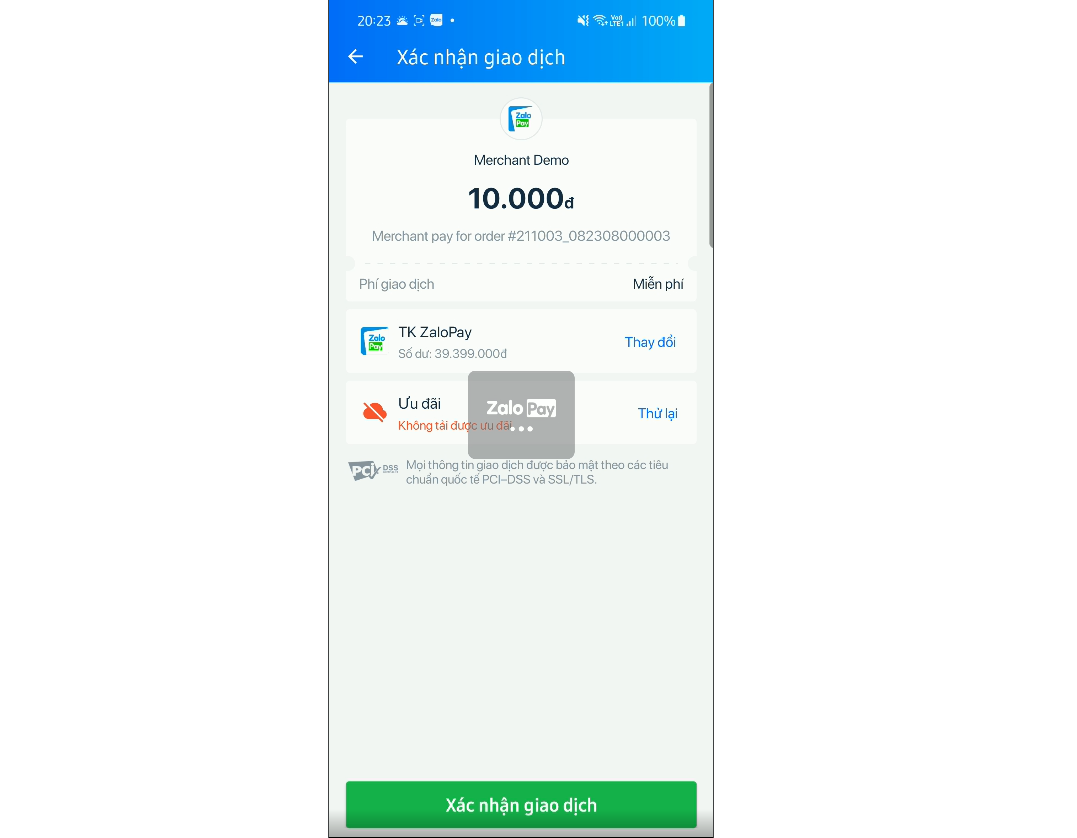 20:23
Zalo
Vo)
LTE1
100%
Xác nhận giao dịch
Zalo
Pay
Merchant Demo
10.000đ
Merchant pay for order #211003_082308000003
Phí giao dịch Miễn phí
Zalo
Pay
TK ZaloPay
Số dư: 39.399.000đ
Thay đổi
Ưu đãi
Không tải được ưu đãi
Thử lại
Zalo Pay
PCI DSS
Mọi thông tin giao dịch được bảo mật theo các tiêu
chuẩn quốc tế PCI-DSS và SSL/TLS.
Xác nhận giao dịch